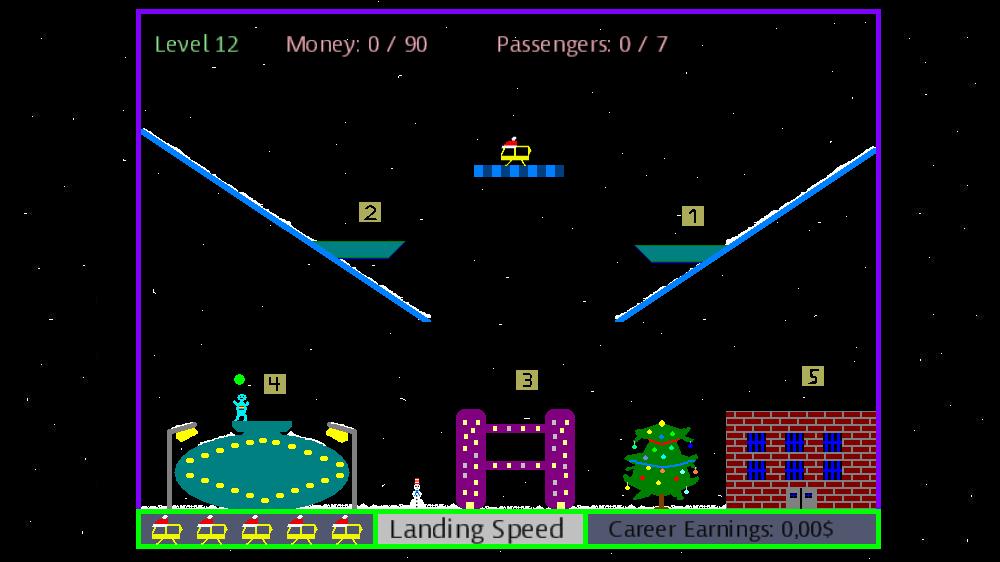 Level 12 Money: 0 / 90 Passengers: 0 / 7
2 1
4 3 5
Landing Speed Career Earnings: 0,00$